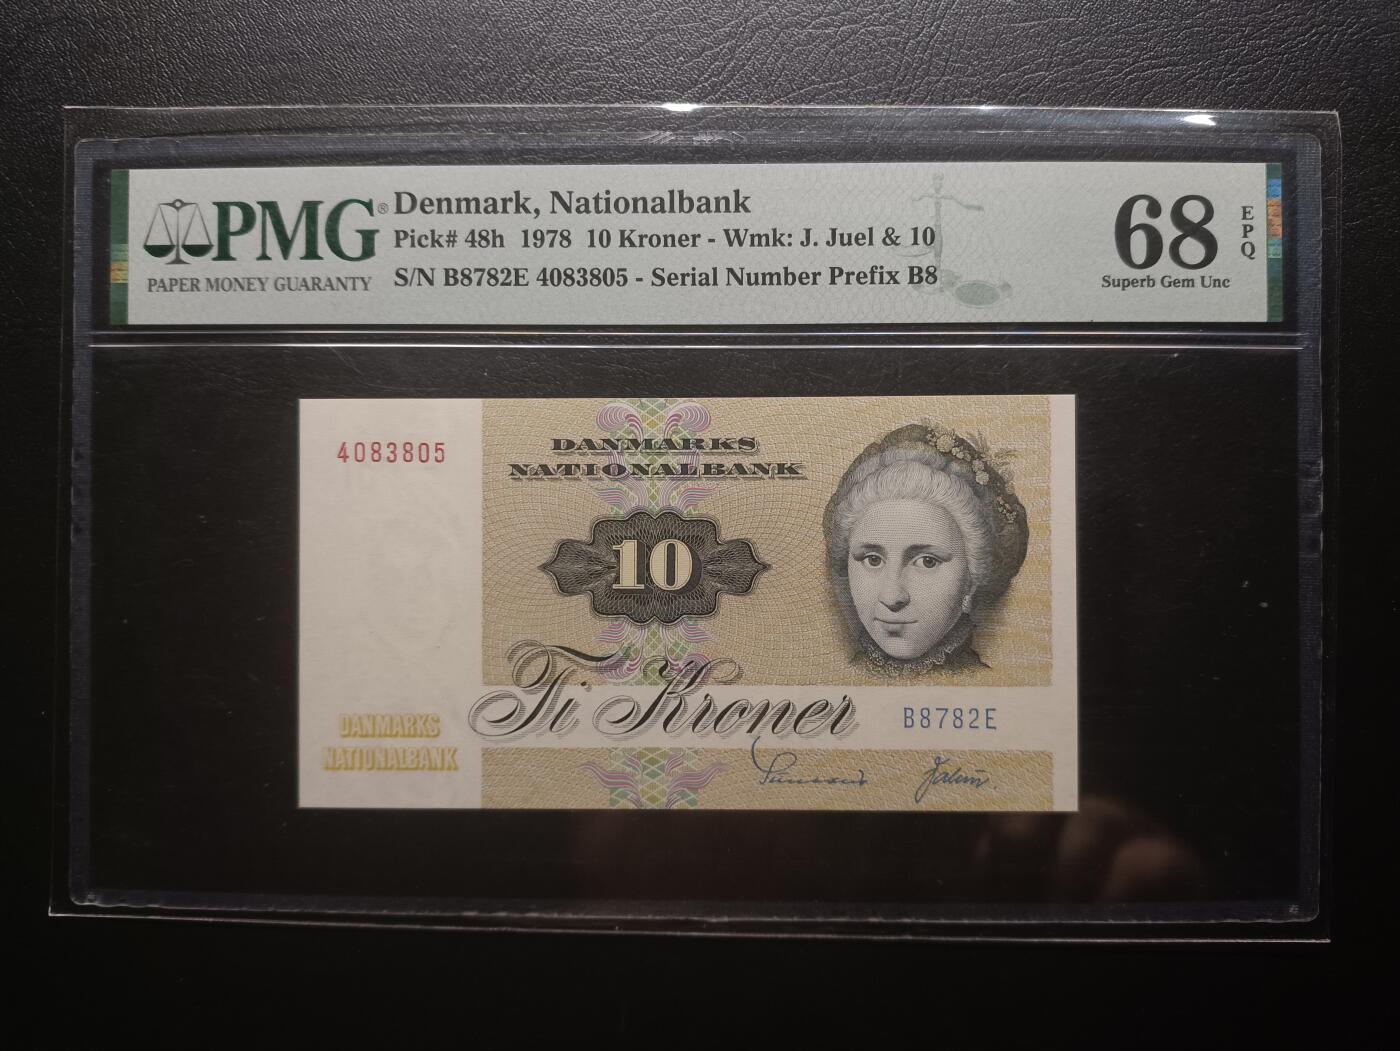 PMG®
PAPER MONEY GUARANTY
Denmark, Nationalbank
Pick# 48h 1978 10 Kroner - Wmk: J. Juel & 10
S/N B8782E 4083805 - Serial Number Prefix B8
68
EPQ
Superb Gem Unc
4083805
DANMARKS
NATIONALBANK
10
Ti Kroner
B8782E
DANMARKS
NATIONALBANK